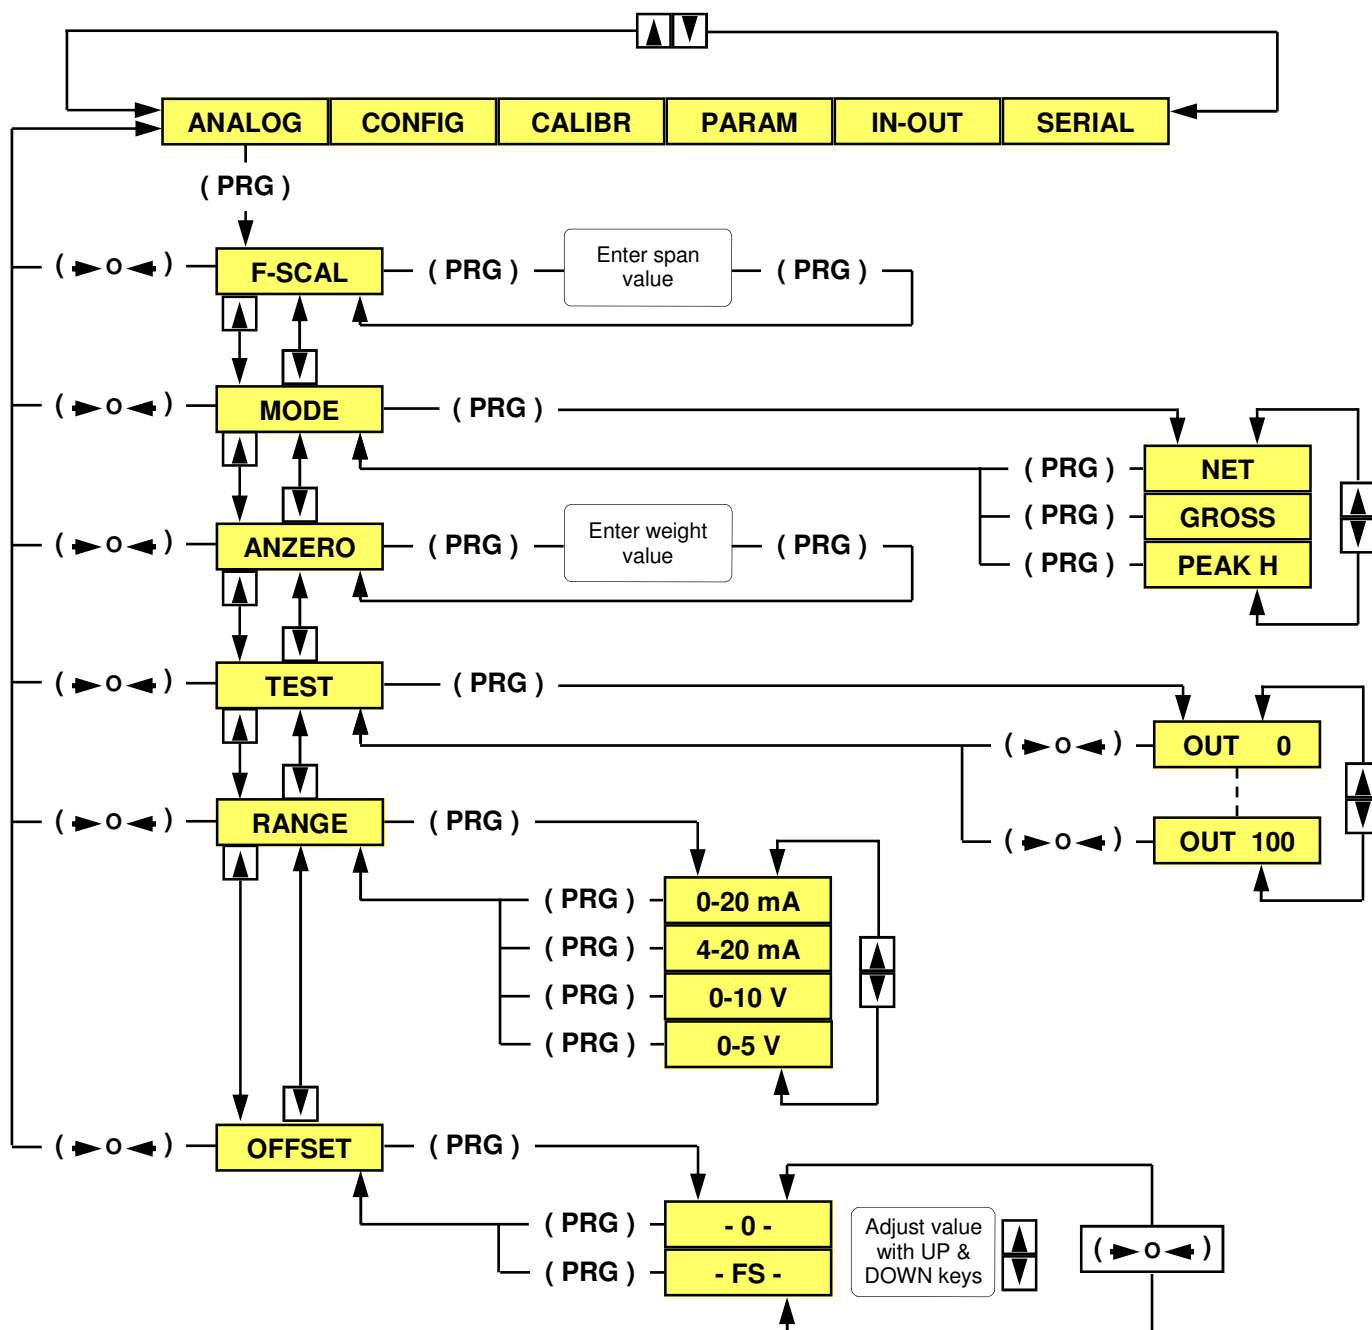 ANALOG CONFIG CALIBR PARAM IN-OUT SERIAL
( PRG )
( ►o◄ ) F-SCAL ( PRG ) Enter span ( PRG )
value
( ►o◄ ) MODE ( PRG )
( PRG ) NET
( PRG ) GROSS
( ►o◄ ) ANZERO ( PRG ) Enter weight ( PRG )
value
( PRG ) PEAK H
( ►o◄ ) TEST ( PRG )
( ►o◄ ) OUT 0
( ►o◄ ) RANGE ( PRG )
( ►o◄ ) OUT 100
( PRG ) 0-20 mA
( PRG ) 4-20 mA
( PRG ) 0-10 V
( PRG ) 0-5 V
( ►o◄ ) OFFSET ( PRG )
( PRG ) - 0 -
( PRG ) - FS -
Adjust value
with UP &
DOWN keys
( ►o◄ )